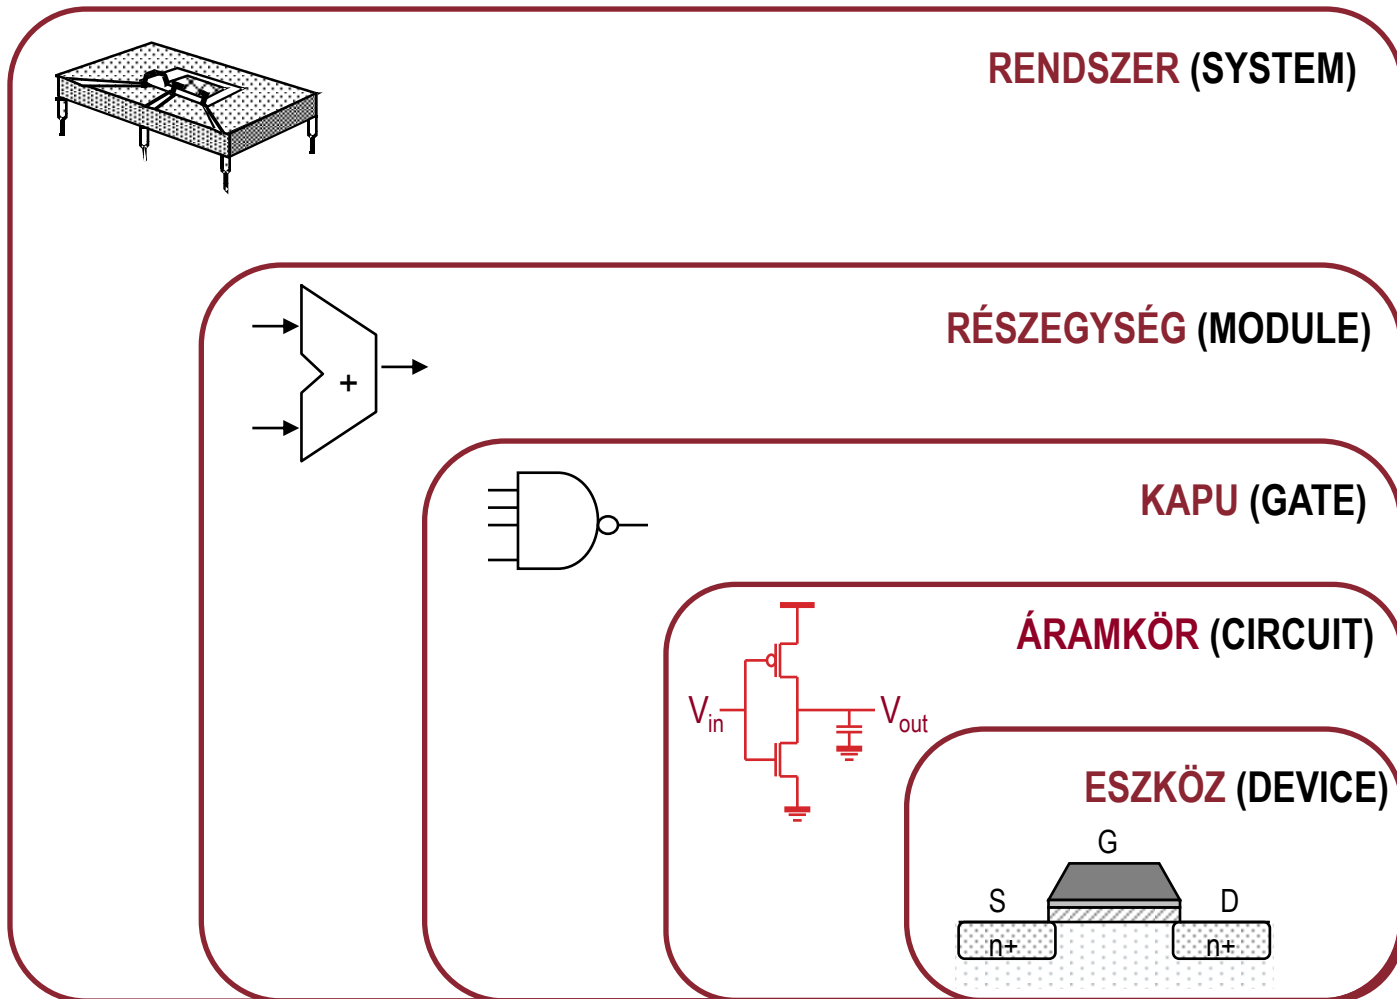 RENDSZER (SYSTEM)
RÉSZEGYSÉG (MODULE)
+
KAPU (GATE)
ÁRAMKÖR (CIRCUIT)
Vin
Vout
ESZKÖZ (DEVICE)
G
S
D
n+
n+